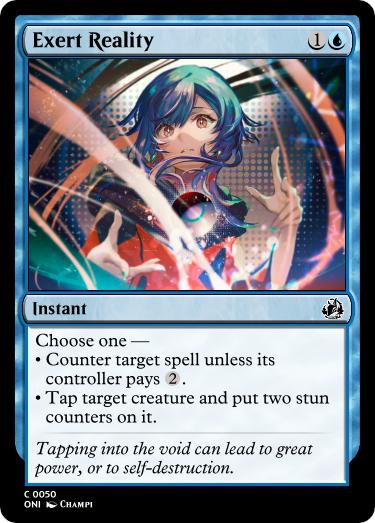 Exert Reality 1
Instant
Choose one —
• Counter target spell unless its
controller pays 2.
• Tap target creature and put two stun
counters on it.
Tapping into the void can lead to great
power, or to self-destruction.
C 0050
ONI Champi